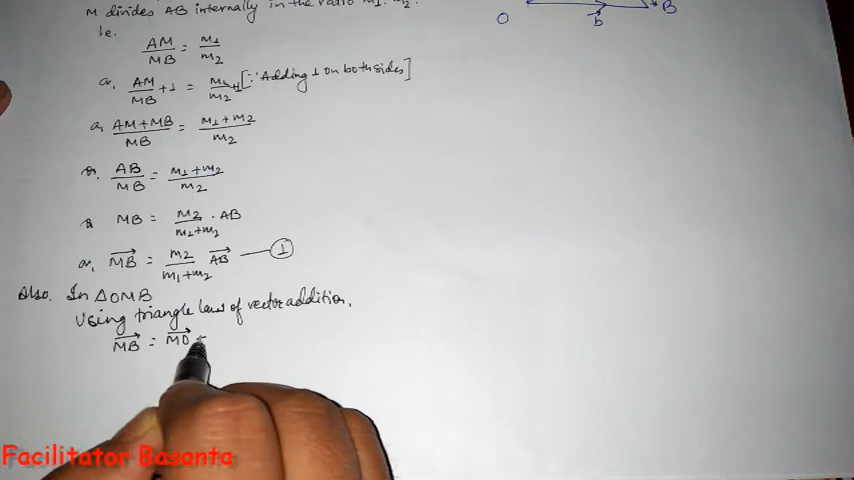 M divides AB internally in the radio m1: m2.
ie.
AM/MB = m1/m2
or, AM/MB + 1 = m1/m2 +1 [∵ Adding 1 on both sides]
or, AM+MB/MB = m1+m2/m2
or, AB/MB = m1+m2/m2
or MB = m2/m2+m1 · AB
or, MB→ = m2/m1+m2 AB→ — 1
Also, In △OMB
Using triangle law of vector addition,
MB→ = MO→
O b B
Facilitator Basanta